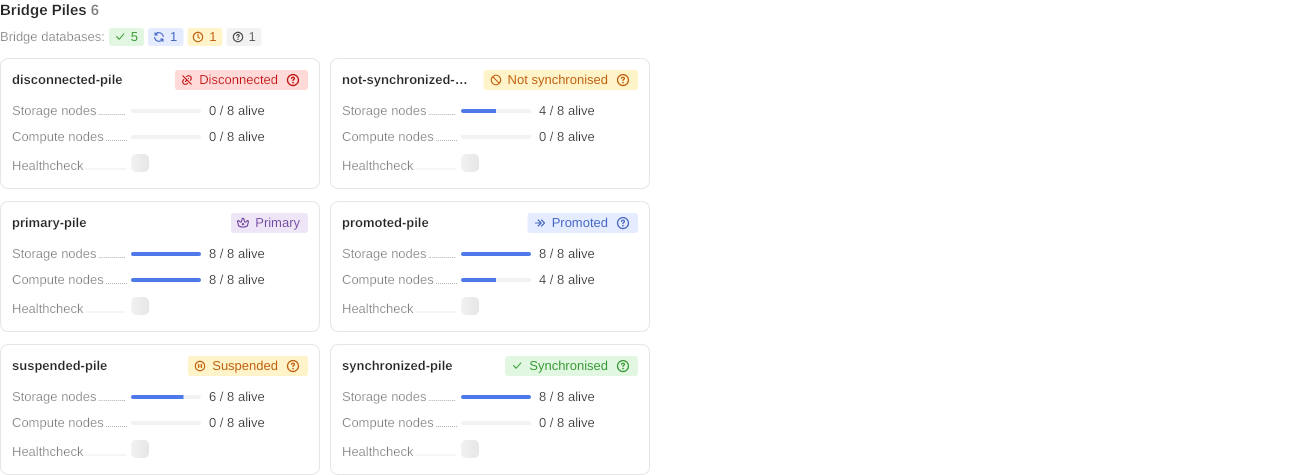 Bridge Piles 6
Bridge databases: 5 1 1 1
disconnected-pile Disconnected
Storage nodes 0 / 8 alive
Compute nodes 0 / 8 alive
Healthcheck
not-synchronized-... Not synchronised
Storage nodes 4 / 8 alive
Compute nodes 0 / 8 alive
Healthcheck
primary-pile Primary
Storage nodes 8 / 8 alive
Compute nodes 8 / 8 alive
Healthcheck
promoted-pile Promoted
Storage nodes 8 / 8 alive
Compute nodes 4 / 8 alive
Healthcheck
suspended-pile Suspended
Storage nodes 6 / 8 alive
Compute nodes 0 / 8 alive
Healthcheck
synchronized-pile Synchronised
Storage nodes 8 / 8 alive
Compute nodes 0 / 8 alive
Healthcheck